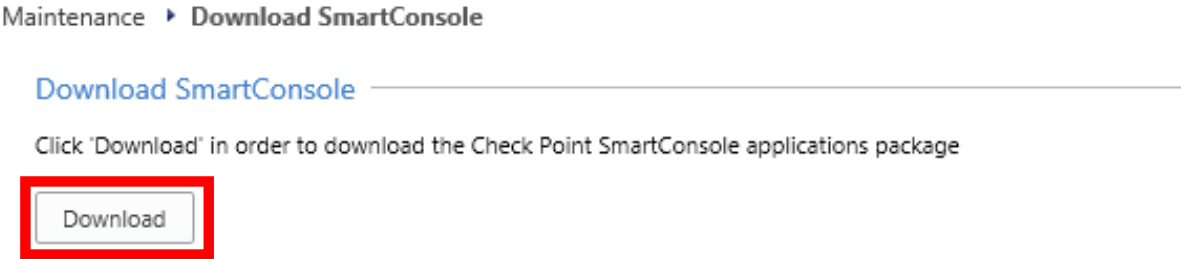 Maintenance ▸ Download SmartConsole
Download SmartConsole
Click 'Download' in order to download the Check Point SmartConsole applications package
Download